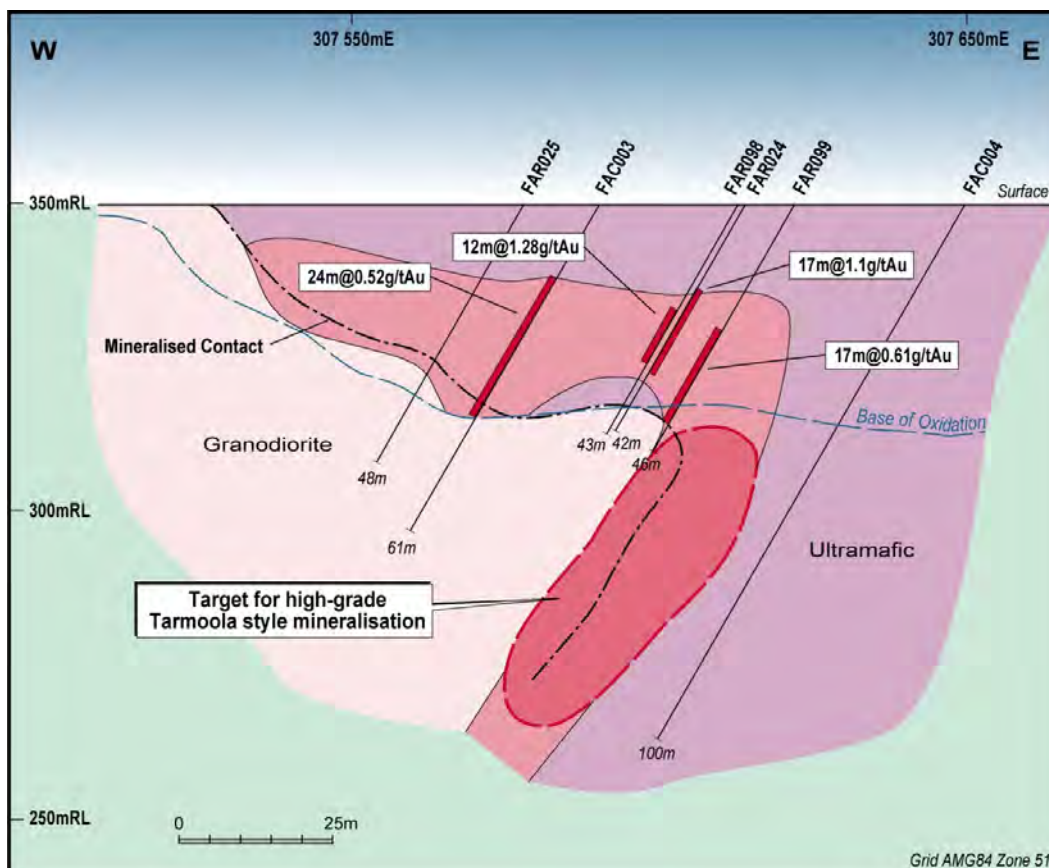 307 550mE
307 650mE
W
E
FAR025
FAC003
FAR098
FAR024
FAR099
FAC004
350mRL
Surface
12m@1.28g/tAu
17m@1.1g/tAu
24m@0.52g/tAu
Mineralised Contact
17m@0.61g/tAu
Base of Oxidation
Granodiorite
43m
42m
46m
48m
300mRL
61m
Ultramafic
Target for high-grade
Tarmoola style mineralisation
100m
250mRL
0
25m
Grid AMG84 Zone 51